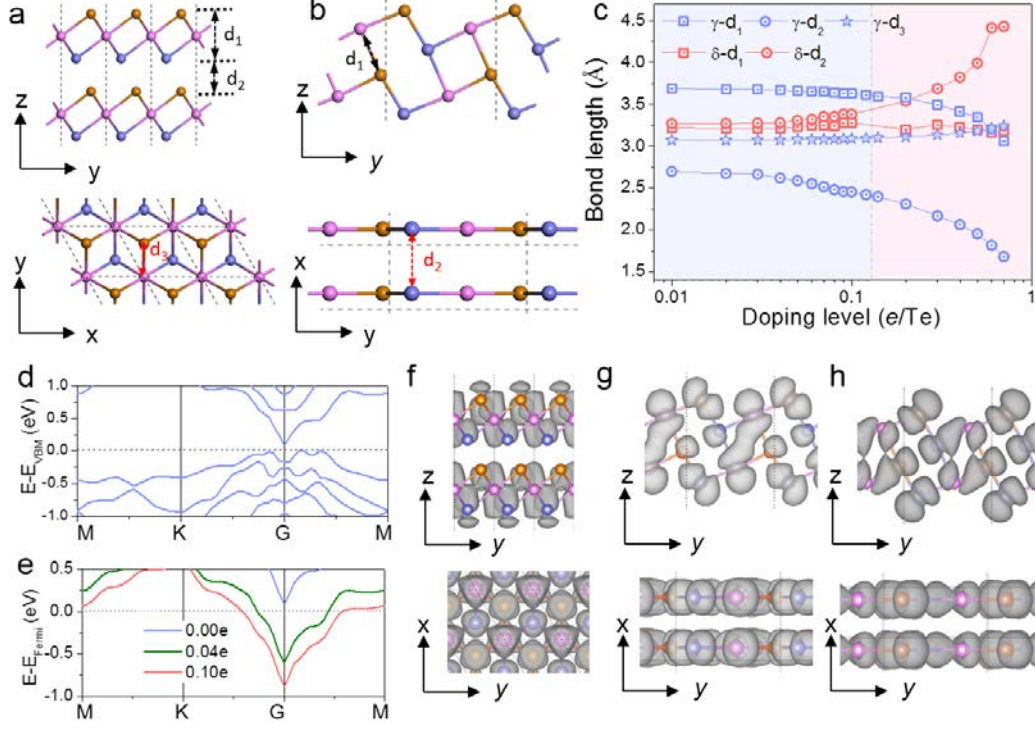 a
d₁
d₂
z
y
d₃
y
x
b
d₁
z
y
d₂
x
y
c
γ-d₁ γ-d₂ γ-d₃
δ-d₁ δ-d₂
Bond length (Å)
4.5
4.0
3.5
3.0
2.5
2.0
1.5
0.01 0.1 1
Doping level (e/Te)
d
E-E_VBM (eV)
1.0
0.5
0.0
-0.5
-1.0
M K G M
e
E-E_Fermi (eV)
0.5
0.0
-0.5
-1.0
0.00e
0.04e
0.10e
M K G M
f
z
y
x
y
g
z
y
x
y
h
z
y
x
y